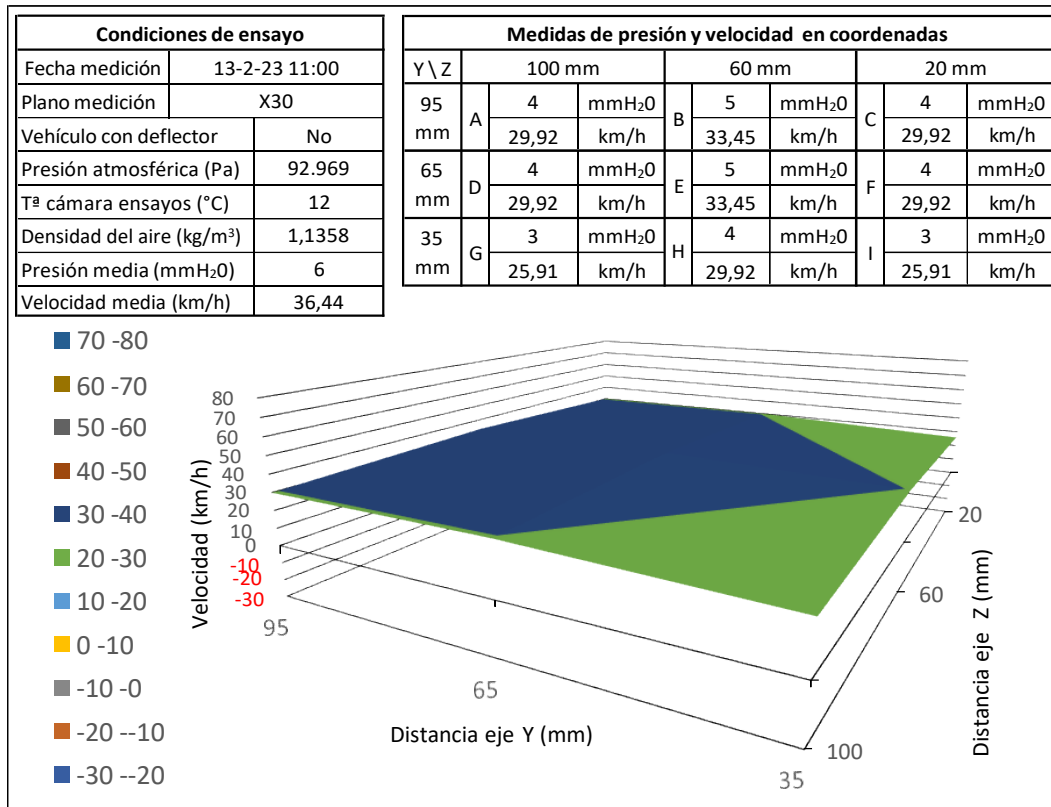 Condiciones de ensayo
Fecha medición 13-2-23 11:00
Plano medición X30
Vehículo con deflector No
Presión atmosférica (Pa) 92.969
Tª cámara ensayos (°C) 12
Densidad del aire (kg/m³) 1,1358
Presión media (mmH₂0) 6
Velocidad media (km/h) 36,44
Medidas de presión y velocidad en coordenadas
Y \ Z 100 mm 60 mm 20 mm
95 mm A 4 mmH₂0 B 5 mmH₂0 C 4 mmH₂0
29,92 km/h 33,45 km/h 29,92 km/h
65 mm D 4 mmH₂0 E 5 mmH₂0 F 4 mmH₂0
29,92 km/h 33,45 km/h 29,92 km/h
35 mm G 3 mmH₂0 H 4 mmH₂0 I 3 mmH₂0
25,91 km/h 29,92 km/h 25,91 km/h
70 -80
60 -70
50 -60
40 -50
30 -40
20 -30
10 -20
0 -10
-10 -0
-20 --10
-30 --20
Velocidad (km/h)
80
70
60
50
40
30
20
10
0
-10
-20
-30
95
65
35
Distancia eje Y (mm)
20
60
100
Distancia eje Z (mm)